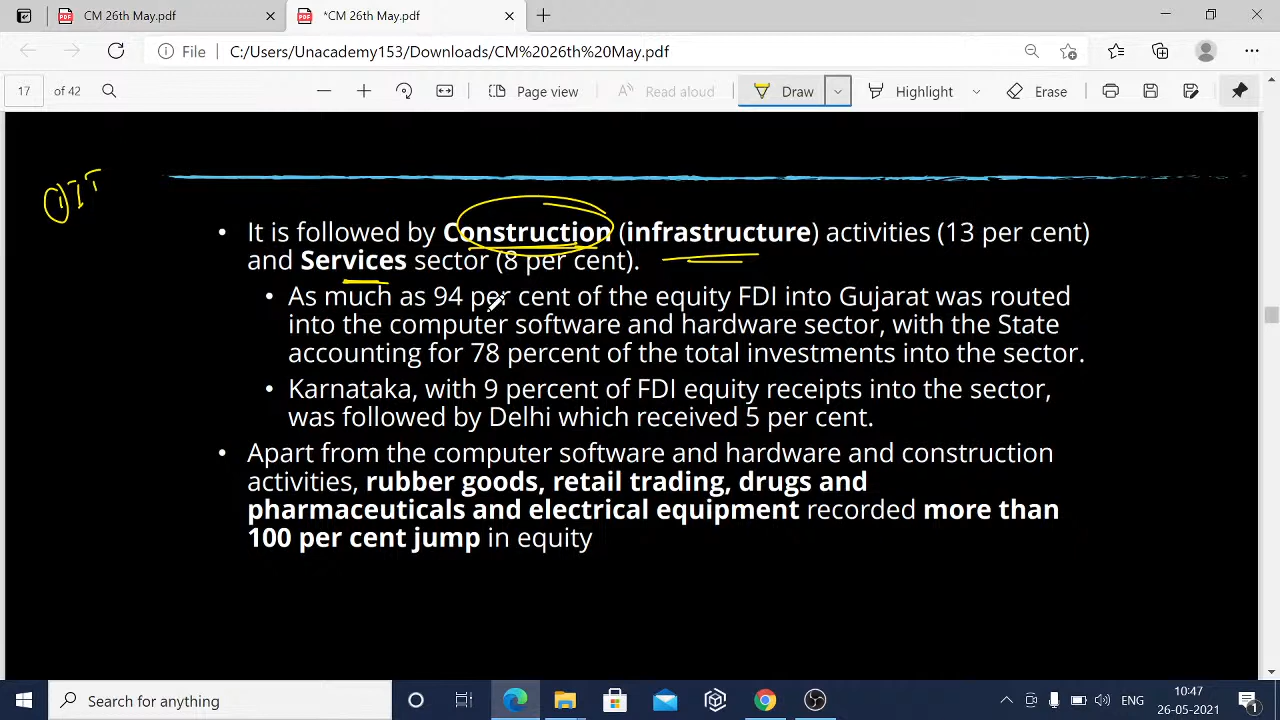 CM 26th May.pdf
*CM 26th May.pdf
File C:/Users/Unacademy153/Downloads/CM%2026th%20May.pdf
17 of 42 Page view Read aloud Draw Highlight Erase
① IT
• It is followed by Construction (infrastructure) activities (13 per cent)
and Services sector (8 per cent).
• As much as 94 per cent of the equity FDI into Gujarat was routed
into the computer software and hardware sector, with the State
accounting for 78 percent of the total investments into the sector.
• Karnataka, with 9 percent of FDI equity receipts into the sector,
was followed by Delhi which received 5 per cent.
• Apart from the computer software and hardware and construction
activities, rubber goods, retail trading, drugs and
pharmaceuticals and electrical equipment recorded more than
100 per cent jump in equity
Search for anything
ENG
10:47
26-05-2021
1